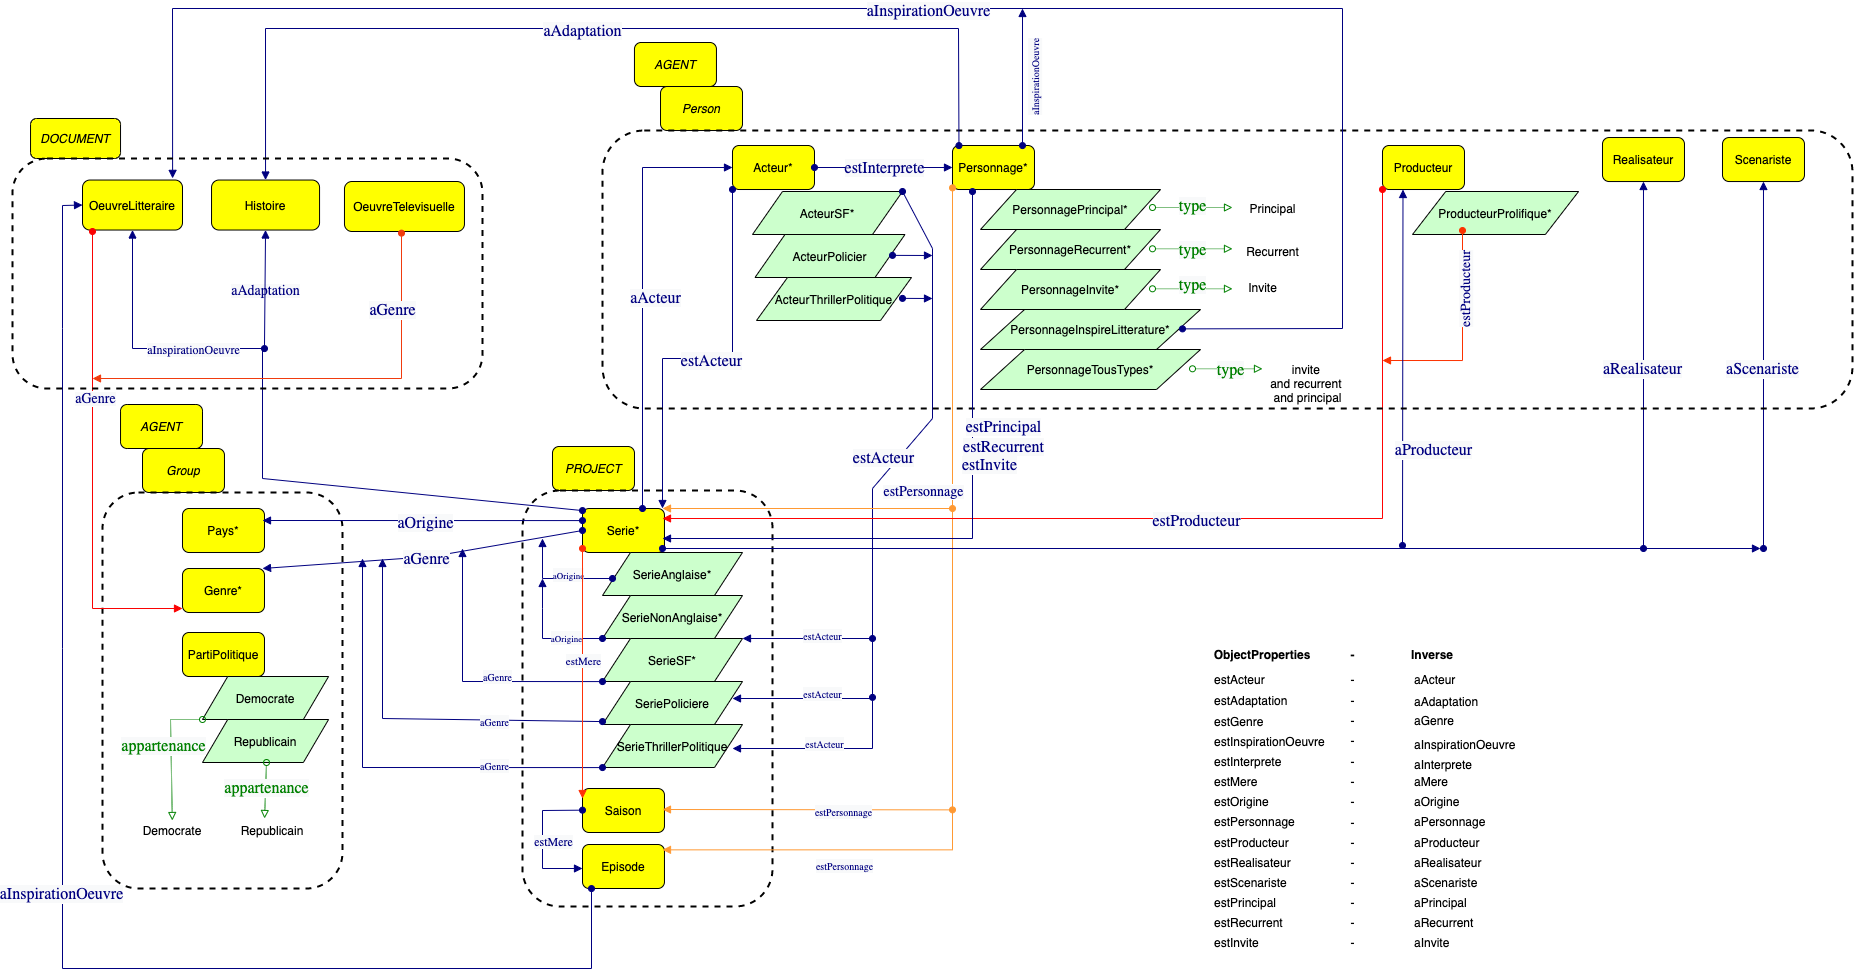 aInspirationOeuvre
aAdaptation
aInspirationOeuvre
AGENT
Person
DOCUMENT
OeuvreLitteraire
Histoire
OeuvreTelevisuelle
aAdaptation
aGenre
aInspirationOeuvre
aGenre
Acteur*
estInterprete
Personnage*
Producteur
Realisateur
Scenariste
ActeurSF*
ActeurPolicier
ActeurThrillerPolitique
PersonnagePrincipal*
type
Principal
PersonnageRecurrent*
type
Recurrent
PersonnageInvite*
type
Invite
PersonnageInspireLitterature*
PersonnageTousTypes*
type
invite
and recurrent
and principal
ProducteurProlifique*
estProducteur
aActeur
estActeur
aRealisateur
aScenariste
estPrincipal
estRecurrent
estInvite
aProducteur
estActeur
estPersonnage
estProducteur
AGENT
Group
Pays*
Genre*
PartiPolitique
Democrate
Republicain
appartenance
appartenance
Democrate
Republicain
aOrigine
aGenre
PROJECT
Serie*
SerieAnglaise*
SerieNonAnglaise*
SerieSF*
SeriePoliciere
SerieThrillerPolitique
aOrigine
aOrigine
estMere
aGenre
aGenre
aGenre
estActeur
estActeur
estActeur
Saison
estMere
Episode
estPersonnage
estPersonnage
aInspirationOeuvre
ObjectProperties - Inverse
estActeur - aActeur
estAdaptation - aAdaptation
estGenre - aGenre
estInspirationOeuvre - aInspirationOeuvre
estInterprete - aInterprete
estMere - aMere
estOrigine - aOrigine
estPersonnage - aPersonnage
estProducteur - aProducteur
estRealisateur - aRealisateur
estScenariste - aScenariste
estPrincipal - aPrincipal
estRecurrent - aRecurrent
estInvite - aInvite